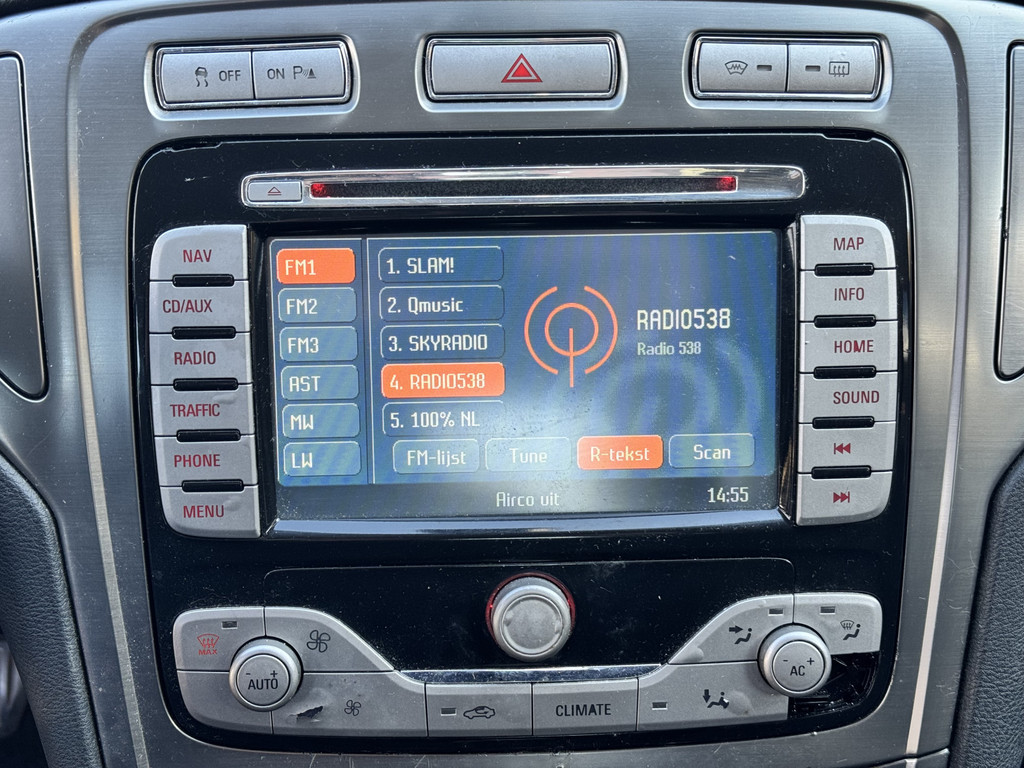 OFF ON P
NAV
CD/AUX
RADIO
TRAFFIC
PHONE
MENU
FM1
FM2
FM3
AST
MW
LW
1. SLAM!
2. Qmusic
3. SKYRADIO
4. RADIO538
5. 100% NL
RADIO538
Radio 538
FM-lijst Tune R-tekst Scan
Airco uit 14:55
MAP
INFO
HOME
SOUND
MAX
- AUTO +
CLIMATE
- AC +